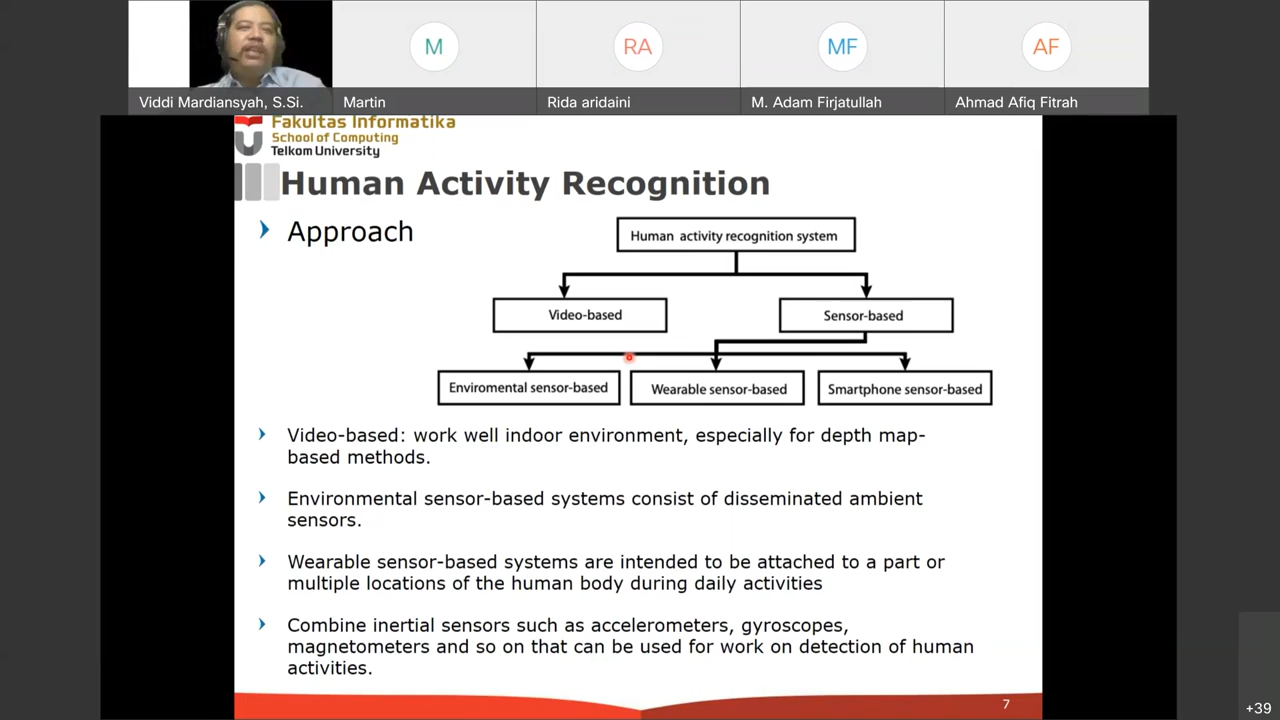 M
RA
MF
AF
Viddi Mardiansyah, S.Si.
Martin
Rida aridaini
M. Adam Firjatullah
Ahmad Afiq Fitrah
Fakultas Informatika
School of Computing
Telkom University
Human Activity Recognition
Approach
Human activity recognition system
Video-based
Sensor-based
Enviromental sensor-based
Wearable sensor-based
Smartphone sensor-based
Video-based: work well indoor environment, especially for depth map-
based methods.
Environmental sensor-based systems consist of disseminated ambient
sensors.
Wearable sensor-based systems are intended to be attached to a part or
multiple locations of the human body during daily activities
Combine inertial sensors such as accelerometers, gyroscopes,
magnetometers and so on that can be used for work on detection of human
activities.
7
+39